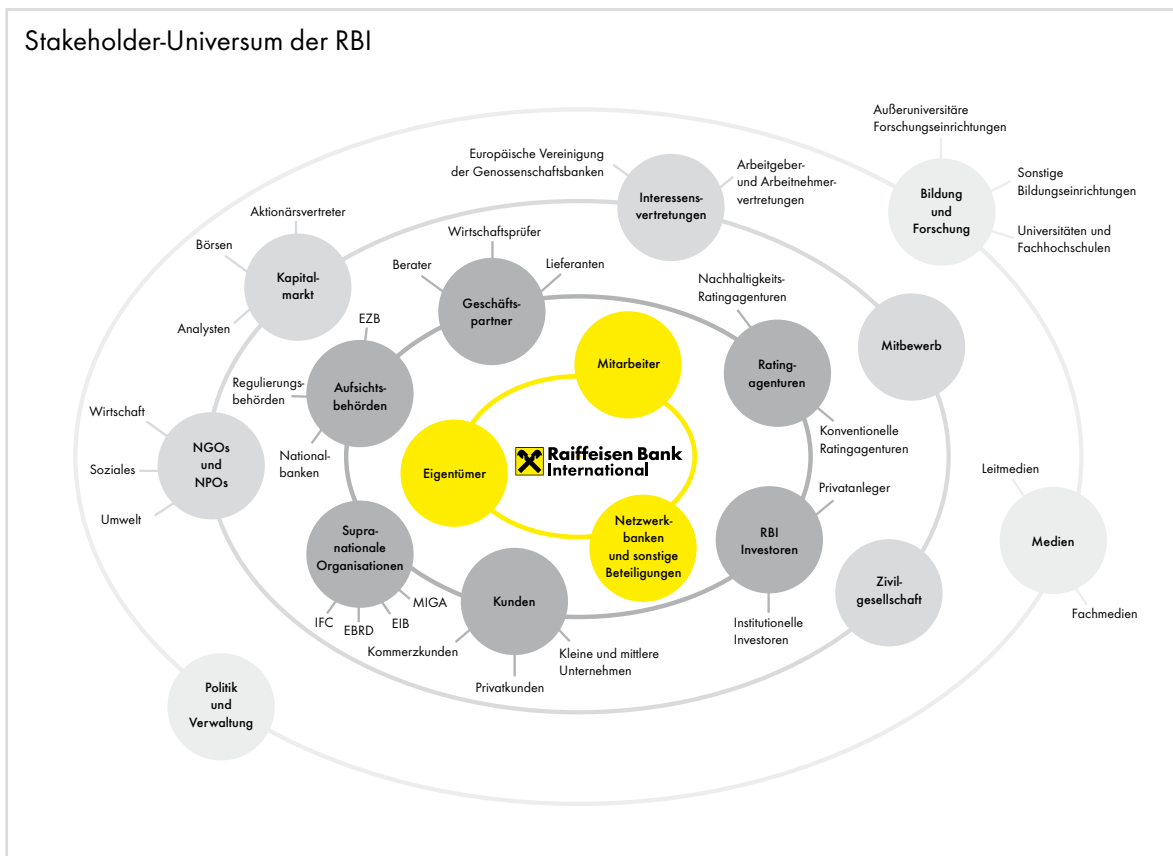 Stakeholder-Universum der RBI
Außeruniversitäre
Forschungseinrichtungen
Sonstige
Bildungseinrichtungen
Bildung
und
Forschung
Universitäten und
Fachhochschulen
Europäische Vereinigung
der Genossenschaftsbanken
Arbeitgeber-
und Arbeitnehmer-
vertretungen
Interessens-
vertretungen
Aktionärsvertreter
Börsen
Kapital-
markt
Analysten
Wirtschaftsprüfer
Berater
Lieferanten
Geschäfts-
partner
Nachhaltigkeits-
Ratingagenturen
Rating-
agenturen
Konventionelle
Ratingagenturen
Mitbewerb
EZB
Regulierungs-
behörden
Aufsichts-
behörden
National-
banken
Mitarbeiter
Wirtschaft
Soziales
Umwelt
NGOs
und
NPOs
Eigentümer
Raiffeisen Bank
International
Netzwerk-
banken
und sonstige
Beteiligungen
Privatanleger
RBI
Investoren
Institutionelle
Investoren
Leitmedien
Medien
Fachmedien
Supra-
nationale
Organisationen
IFC
EBRD
EIB
MIGA
Kunden
Kommerzkunden
Privatkunden
Kleine und mittlere
Unternehmen
Zivil-
gesellschaft
Politik
und
Verwaltung